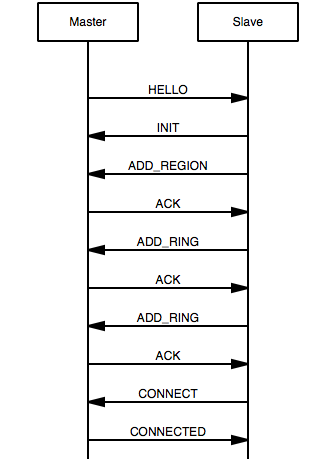 Master
Slave
HELLO
INIT
ADD_REGION
ACK
ADD_RING
ACK
ADD_RING
ACK
CONNECT
CONNECTED